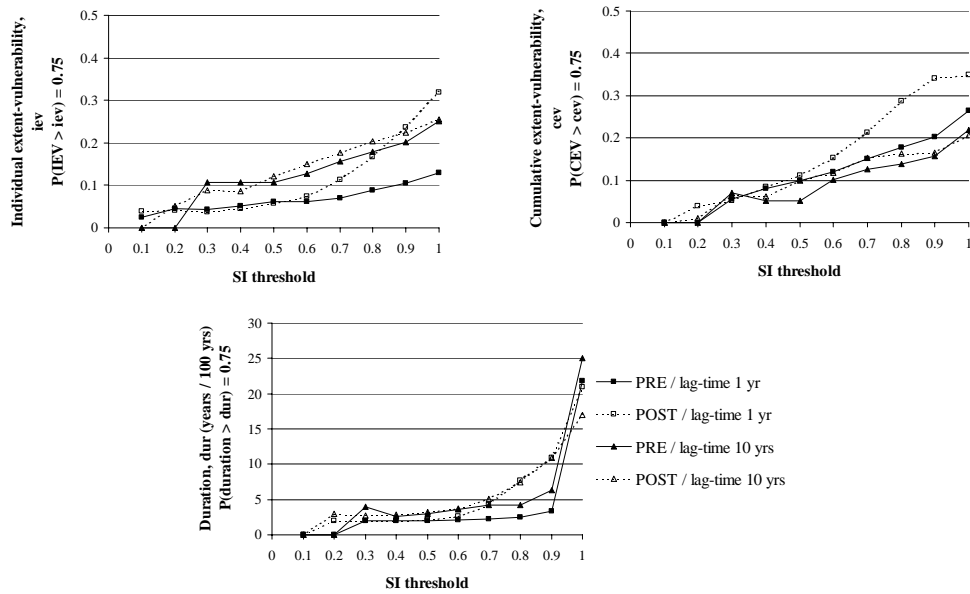 Individual extent-vulnerability,
iev
P(IEV > iev) = 0.75
0.5
0.4
0.3
0.2
0.1
0
0 0.1 0.2 0.3 0.4 0.5 0.6 0.7 0.8 0.9 1
SI threshold
Cumulative extent-vulnerability,
cev
P(CEV > cev) = 0.75
0.5
0.4
0.3
0.2
0.1
0
0 0.1 0.2 0.3 0.4 0.5 0.6 0.7 0.8 0.9 1
SI threshold
Duration, dur (years / 100 yrs)
P(duration > dur) = 0.75
30
25
20
15
10
5
0
0 0.1 0.2 0.3 0.4 0.5 0.6 0.7 0.8 0.9 1
SI threshold
PRE / lag-time 1 yr
POST / lag-time 1 yr
PRE / lag-time 10 yrs
POST / lag-time 10 yrs